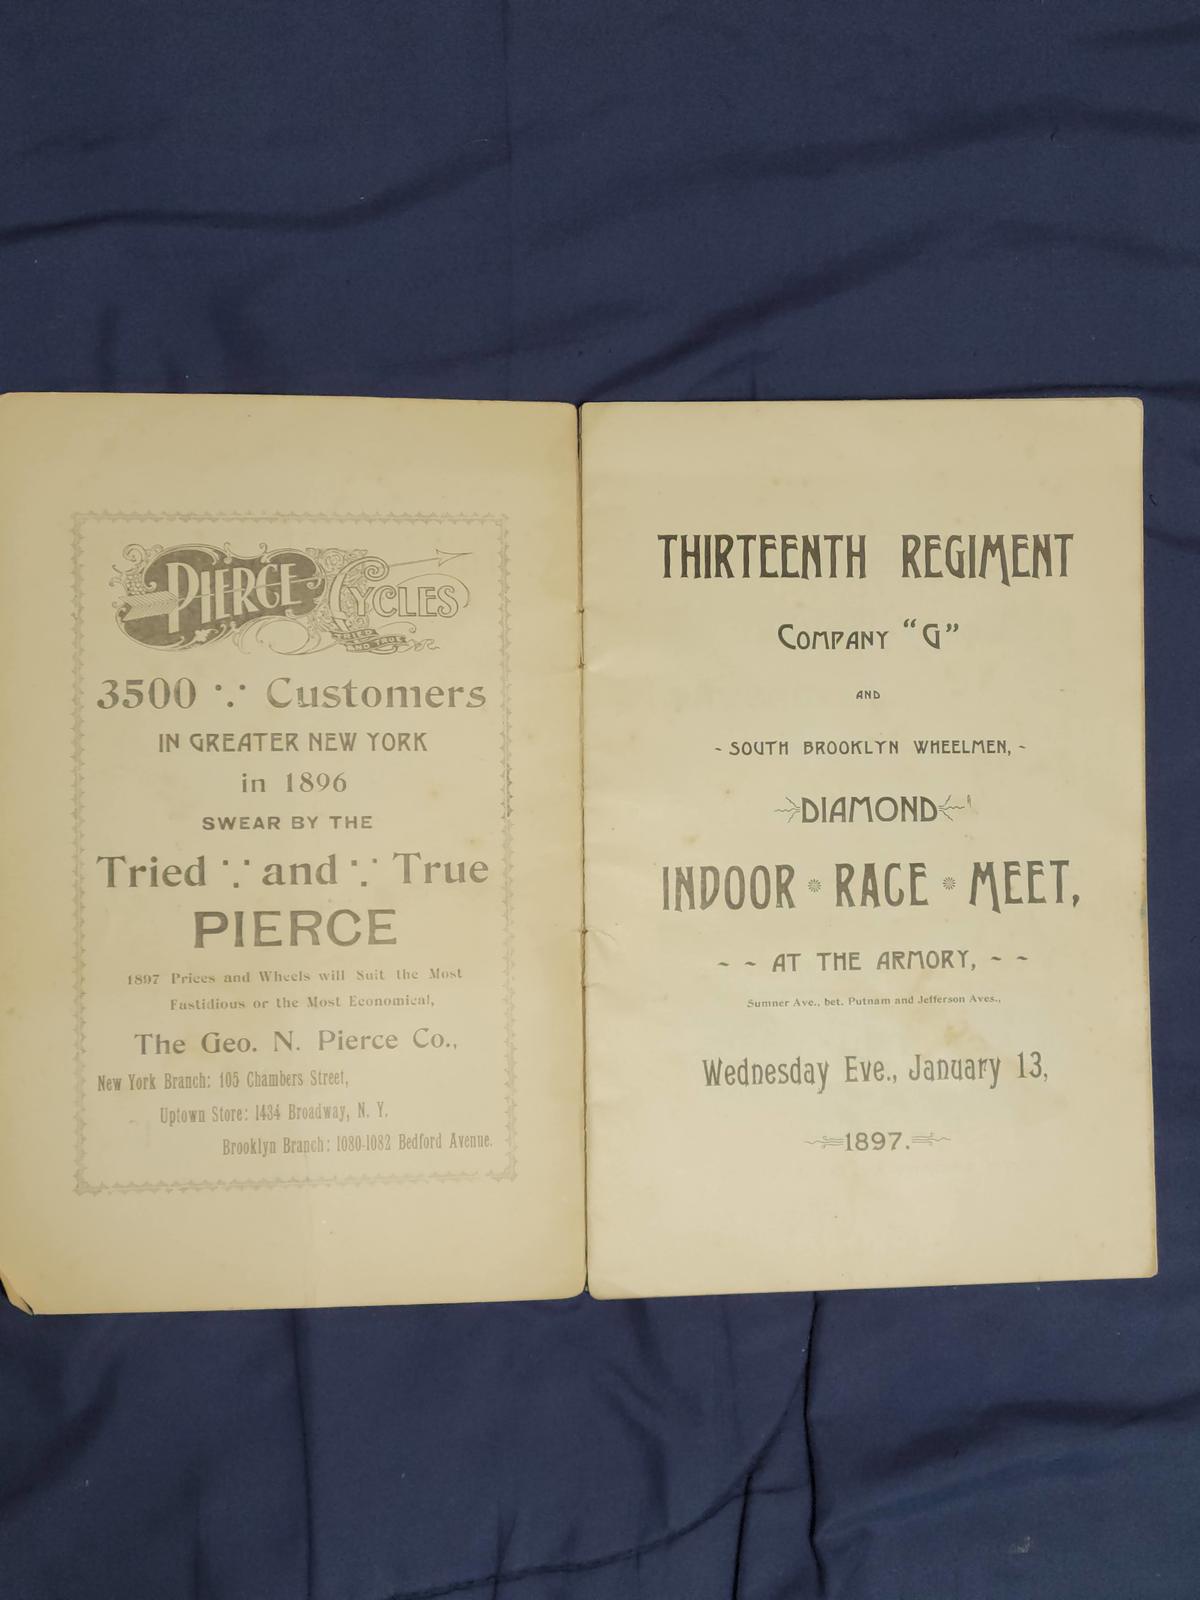 PIERCE CYCLES
TRIED
AND TRUE
3500 ∵ Customers
IN GREATER NEW YORK
in 1896
SWEAR BY THE
Tried ∵ and ∵ True
PIERCE
1897 Prices and Wheels will Suit the Most
Fastidious or the Most Economical,
The Geo. N. Pierce Co.,
New York Branch: 105 Chambers Street,
Uptown Store: 1434 Broadway, N. Y.
Brooklyn Branch: 1080-1082 Bedford Avenue.
THIRTEENTH REGIMENT
COMPANY "G"
AND
- SOUTH BROOKLYN WHEELMEN, -
DIAMOND
INDOOR RACE MEET,
~ ~ AT THE ARMORY, ~ ~
Sumner Ave., bet. Putnam and Jefferson Aves.,
Wednesday Eve., January 13,
1897.